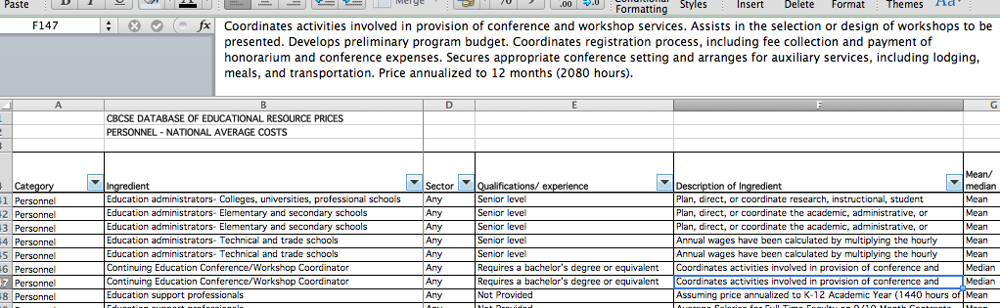 Paste Merge .00 Conditional Formatting Styles Insert Delete Format Themes Aa
F147 fx Coordinates activities involved in provision of conference and workshop services. Assists in the selection or design of workshops to be
presented. Develops preliminary program budget. Coordinates registration process, including fee collection and payment of
honorarium and conference expenses. Secures appropriate conference setting and arranges for auxiliary services, including lodging,
meals, and transportation. Price annualized to 12 months (2080 hours).
A B D E F G
CBCSE DATABASE OF EDUCATIONAL RESOURCE PRICES
PERSONNEL - NATIONAL AVERAGE COSTS
Category Ingredient Sector Qualifications/ experience Description of Ingredient Mean/ median
Personnel Education administrators- Colleges, universities, professional schools Any Senior level Plan, direct, or coordinate research, instructional, student Mean
Personnel Education administrators- Elementary and secondary schools Any Senior level Plan, direct, or coordinate the academic, administrative, or Mean
Personnel Education administrators- Elementary and secondary schools Any Senior level Plan, direct, or coordinate the academic, administrative, or Mean
Personnel Education administrators- Technical and trade schools Any Senior level Annual wages have been calculated by multiplying the hourly Mean
Personnel Education administrators- Technical and trade schools Any Senior level Annual wages have been calculated by multiplying the hourly Mean
Personnel Continuing Education Conference/Workshop Coordinator Any Requires a bachelor's degree or equivalent Coordinates activities involved in provision of conference and Median
Personnel Continuing Education Conference/Workshop Coordinator Any Requires a bachelor's degree or equivalent Coordinates activities involved in provision of conference and Median
Personnel Education support professionals Any Not Provided Assuming price annualized to K-12 Academic Year (1440 hours of Mean